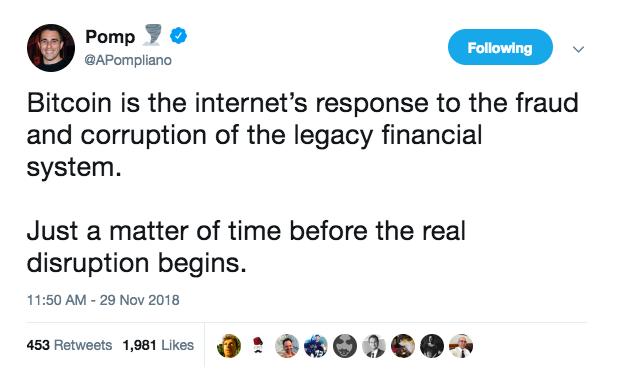 Pomp 🌪
@APompliano
Following
Bitcoin is the internet’s response to the fraud
and corruption of the legacy financial
system.
Just a matter of time before the real
disruption begins.
11:50 AM - 29 Nov 2018
453 Retweets 1,981 Likes